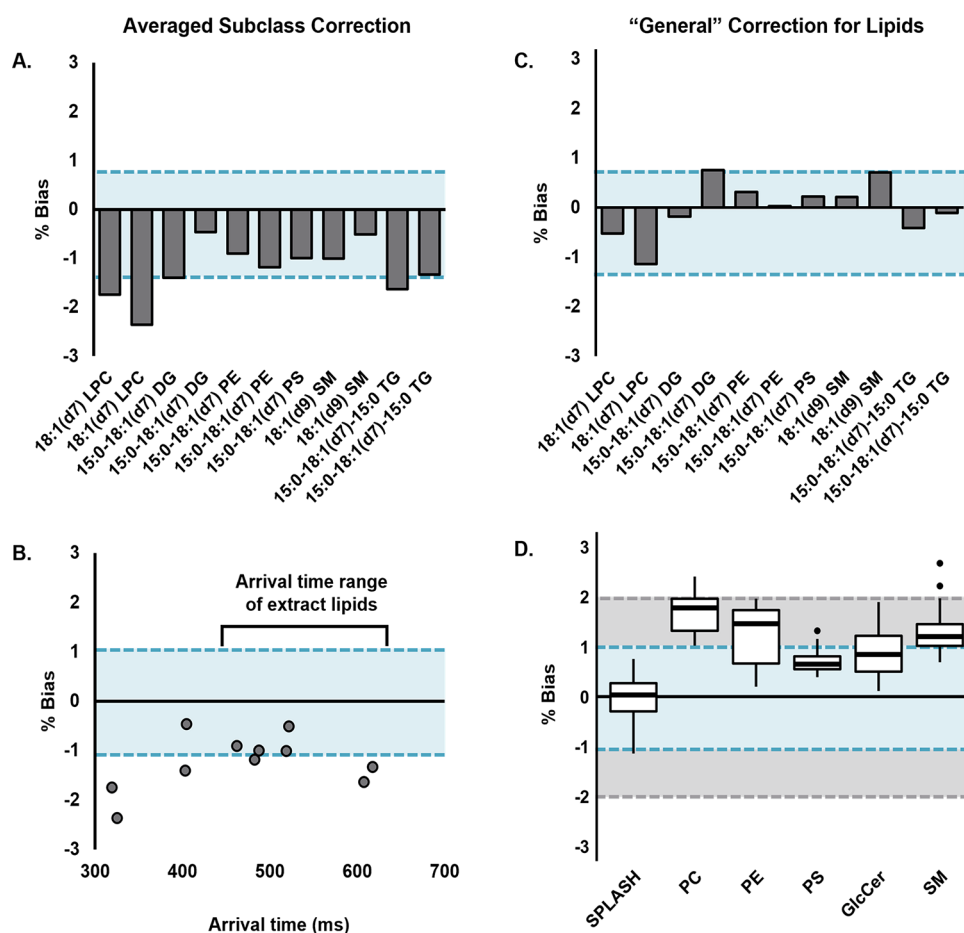 Averaged Subclass Correction
A.
3
2
1
0
-1
-2
-3
% Bias
18:1(d7) LPC
18:1(d7) LPC
15:0-18:1(d7) DG
15:0-18:1(d7) DG
15:0-18:1(d7) PE
15:0-18:1(d7) PE
15:0-18:1(d7) PS
18:1(d9) SM
18:1(d9) SM
15:0-18:1(d7)-15:0 TG
15:0-18:1(d7)-15:0 TG
B.
3
2
1
0
-1
-2
-3
% Bias
Arrival time range
of extract lipids
300
400
500
600
700
Arrival time (ms)
“General” Correction for Lipids
C.
3
2
1
0
-1
-2
-3
% Bias
18:1(d7) LPC
18:1(d7) LPC
15:0-18:1(d7) DG
15:0-18:1(d7) DG
15:0-18:1(d7) PE
15:0-18:1(d7) PE
15:0-18:1(d7) PS
18:1(d9) SM
18:1(d9) SM
15:0-18:1(d7)-15:0 TG
15:0-18:1(d7)-15:0 TG
D.
3
2
1
0
-1
-2
-3
% Bias
SPLASH
PC
PE
PS
GlcCer
SM